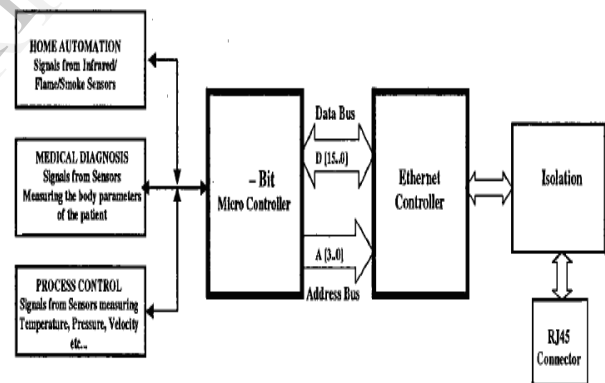 HOME AUTOMATION
Signals from Infrared/
Flame/Smoke Sensors
MEDICAL DIAGNOSIS
Signals from Sensors
Measuring the body parameters
of the patient
PROCESS CONTROL
Signals from Sensors measuring
Temperature, Pressure, Velocity
etc...
– Bit
Micro Controller
Data Bus
D [15..0]
A [3..0]
Address Bus
Ethernet
Controller
Isolation
RJ45
Connector